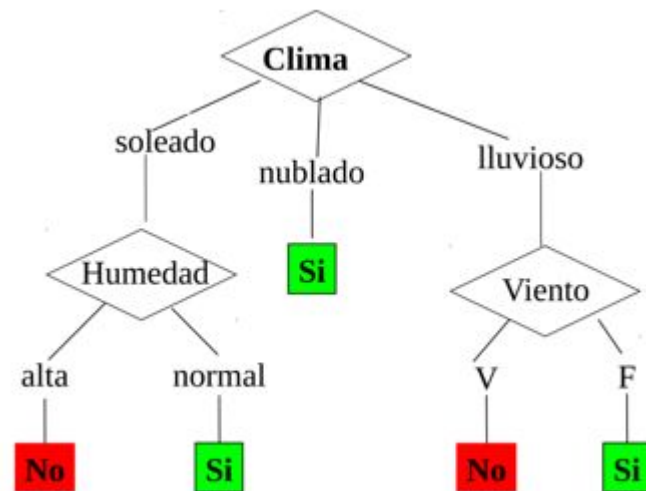 Clima
soleado
nublado
lluvioso
Humedad
Si
Viento
alta
normal
V
F
No
Si
No
Si